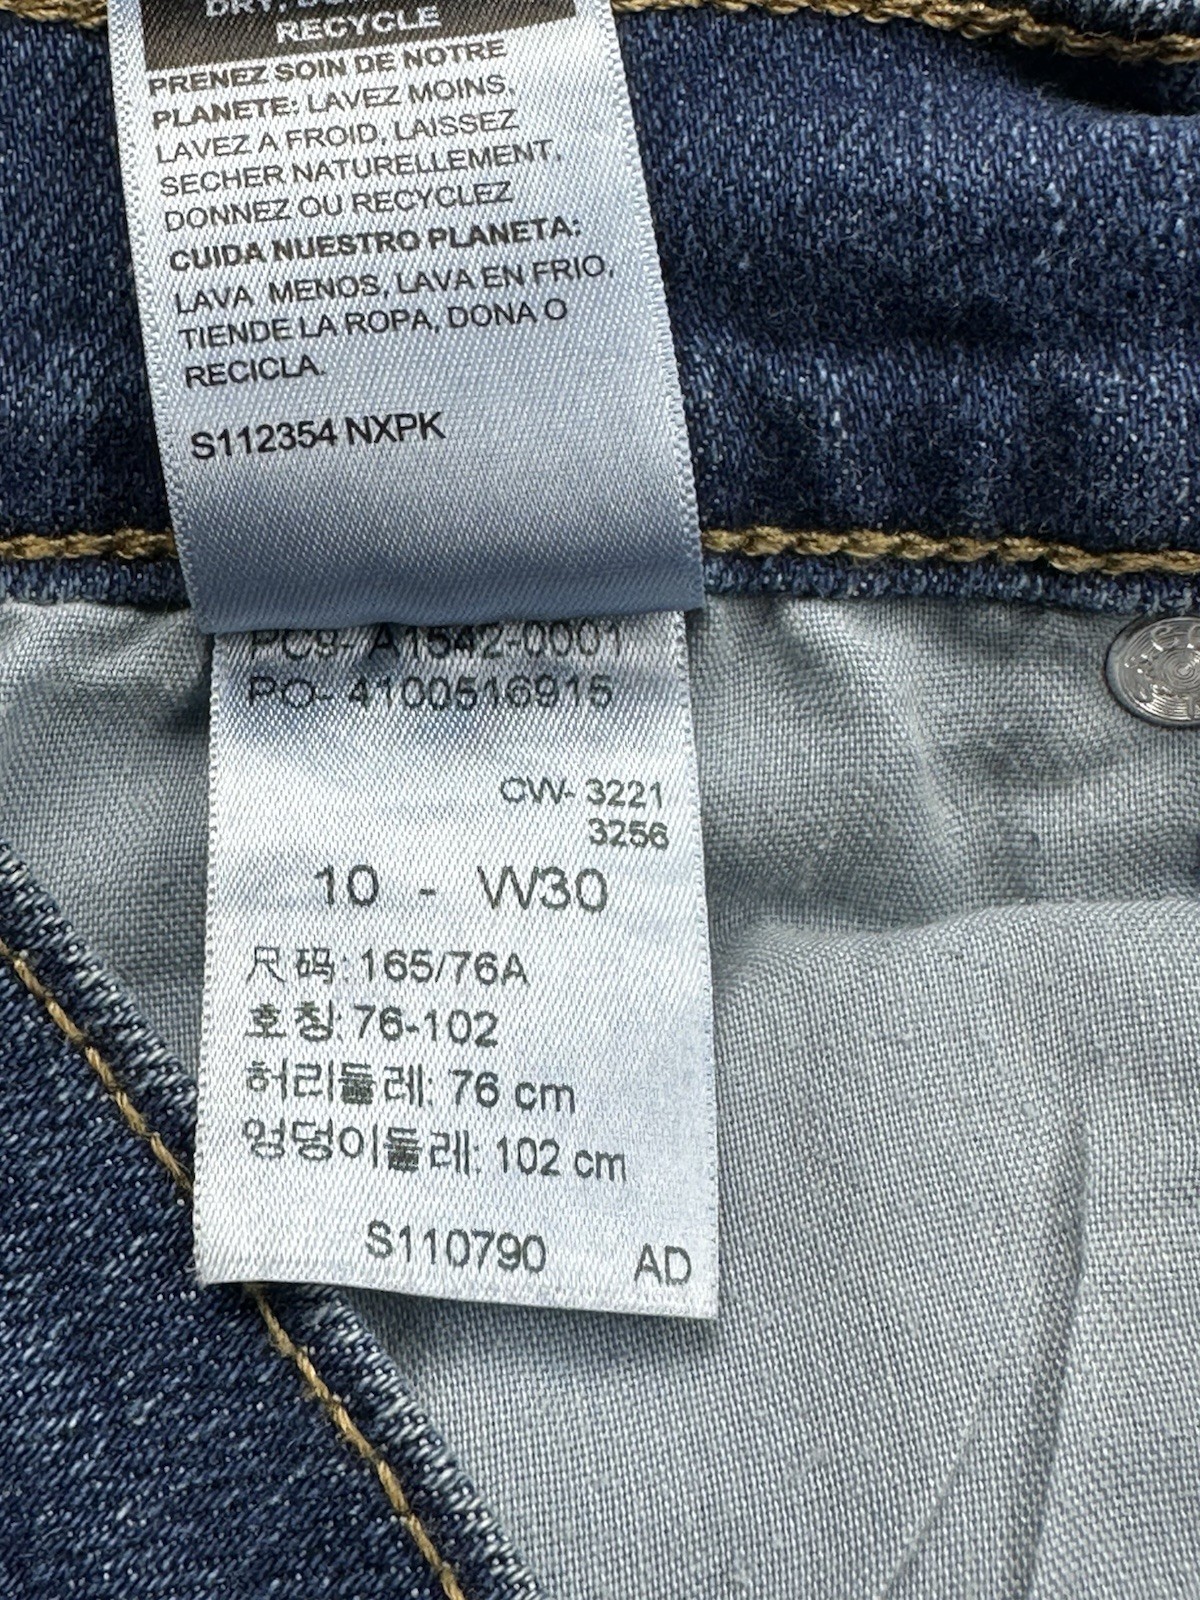 RECYCLE
PRENEZ SOIN DE NOTRE
PLANETE: LAVEZ MOINS,
LAVEZ A FROID, LAISSEZ
SECHER NATURELLEMENT,
DONNEZ OU RECYCLEZ
CUIDA NUESTRO PLANETA:
LAVA MENOS, LAVA EN FRIO,
TIENDE LA ROPA, DONA O
RECICLA.
S112354 NXPK
PC9- A1542-0001
PO- 4100516915
CW- 3221
3256
10 - W30
尺 码: 165/76A
호칭: 76-102
허리둘레: 76 cm
엉덩이둘레: 102 cm
S110790 AD